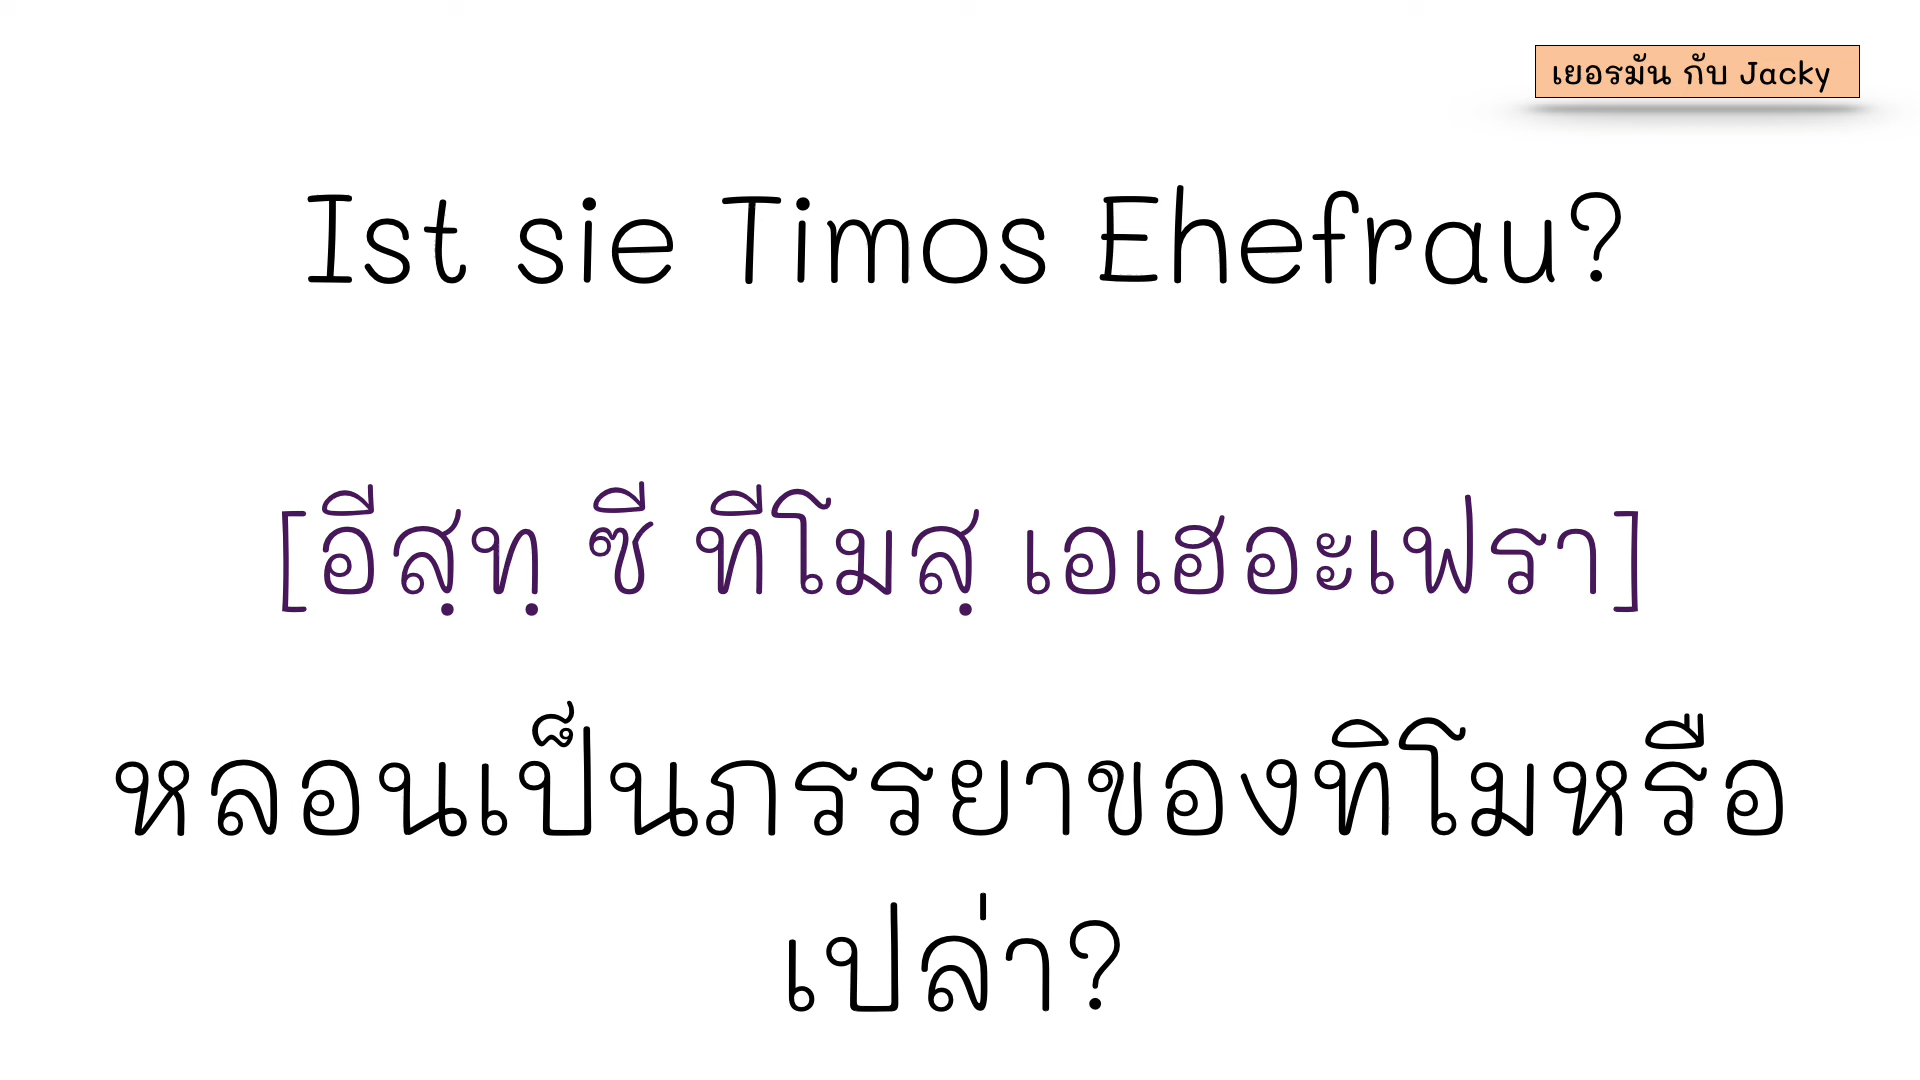 เยอรมัน กับ Jacky
Ist sie Timos Ehefrau?
[อีสฺทฺ ซี ทีโมสฺ เอเฮอะเฟรา]
หลอนเป็นภรรยาของทิโมหรือ
เปล่า?